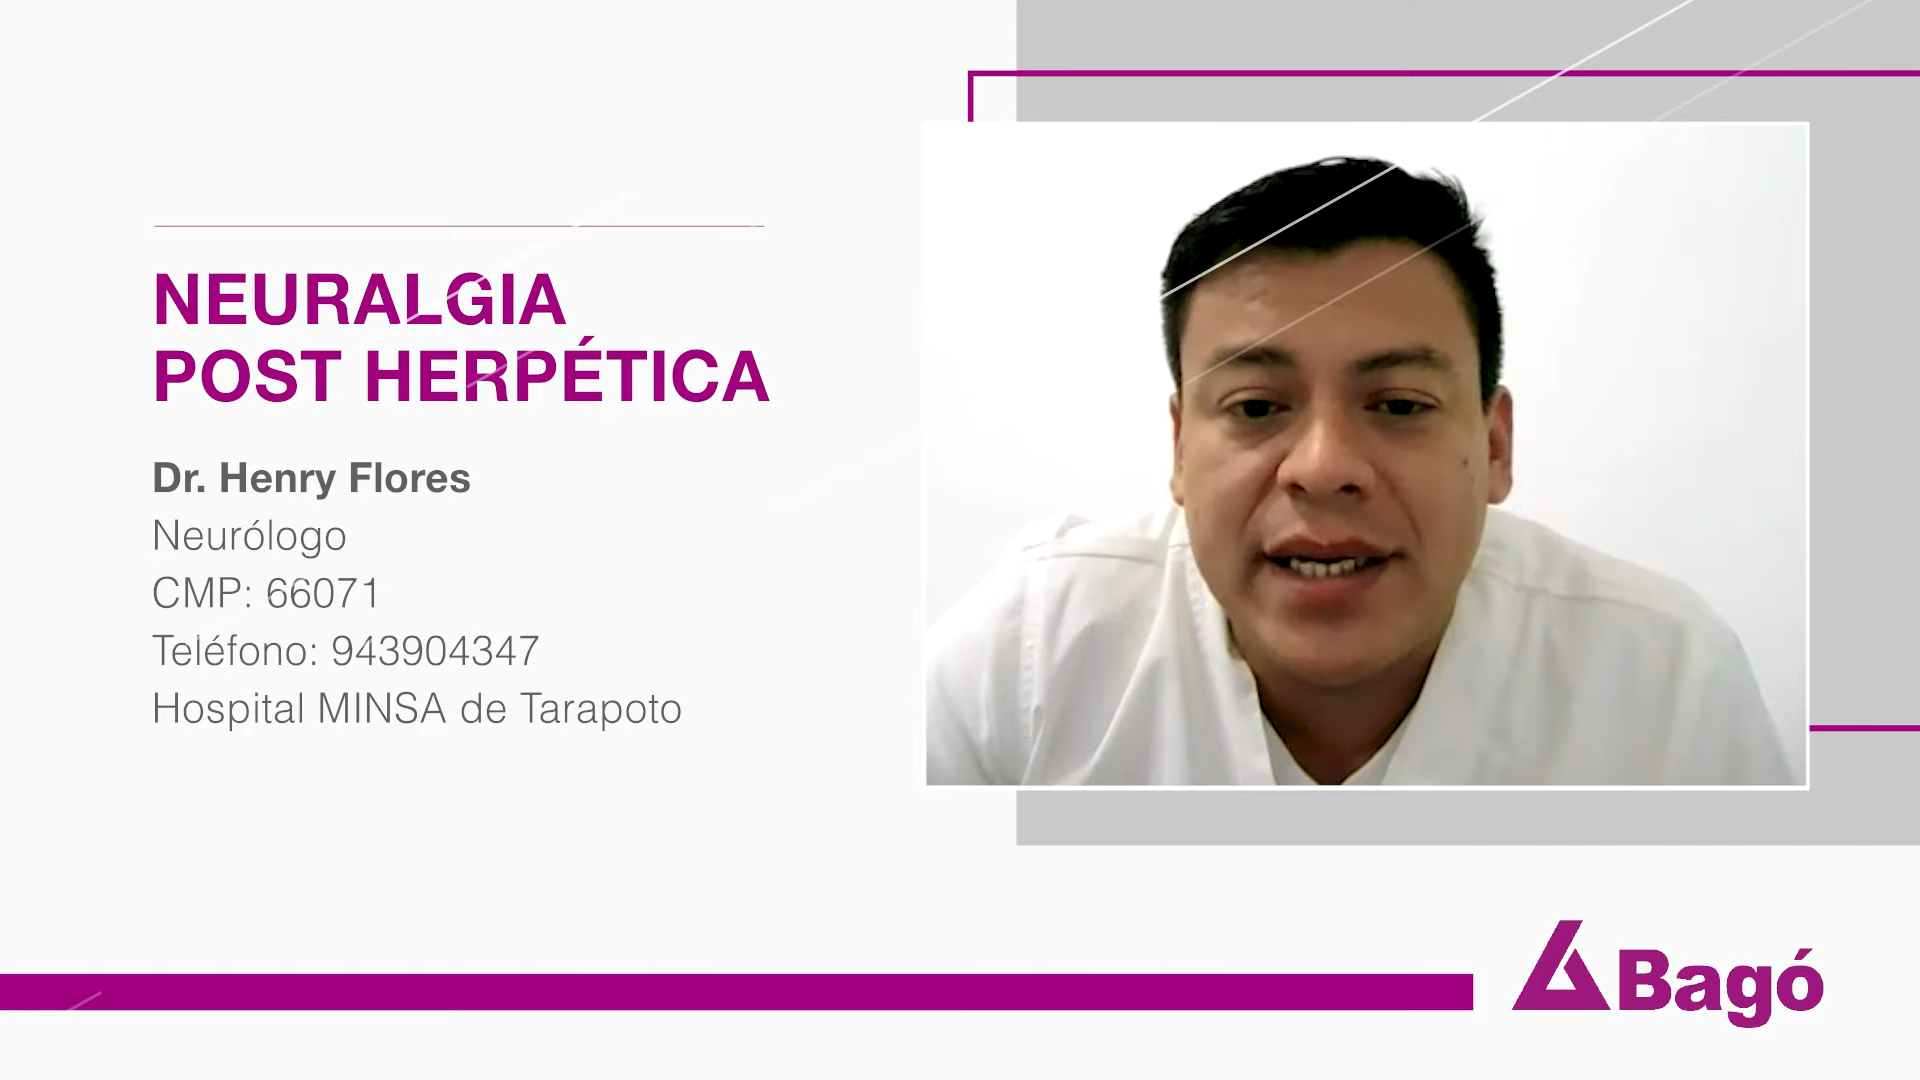 NEURALGIA
POST HERPÉTICA
Dr. Henry Flores
Neurólogo
CMP: 66071
Teléfono: 943904347
Hospital MINSA de Tarapoto
Bagó